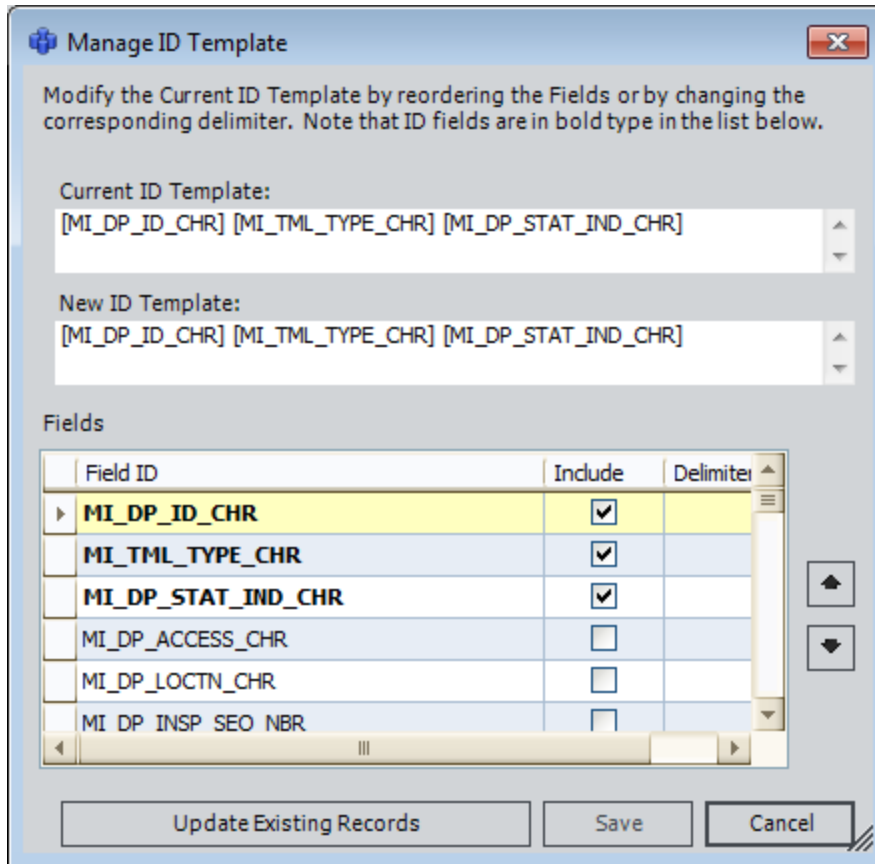 Manage ID Template
Modify the Current ID Template by reordering the Fields or by changing the
corresponding delimiter. Note that ID fields are in bold type in the list below.
Current ID Template:
[MI_DP_ID_CHR] [MI_TML_TYPE_CHR] [MI_DP_STAT_IND_CHR]
New ID Template:
[MI_DP_ID_CHR] [MI_TML_TYPE_CHR] [MI_DP_STAT_IND_CHR]
Fields
Field ID Include Delimiter
MI_DP_ID_CHR
MI_TML_TYPE_CHR
MI_DP_STAT_IND_CHR
MI_DP_ACCESS_CHR
MI_DP_LOCTN_CHR
MI_DP_INSP_SEQ_NBR
Update Existing Records Save Cancel